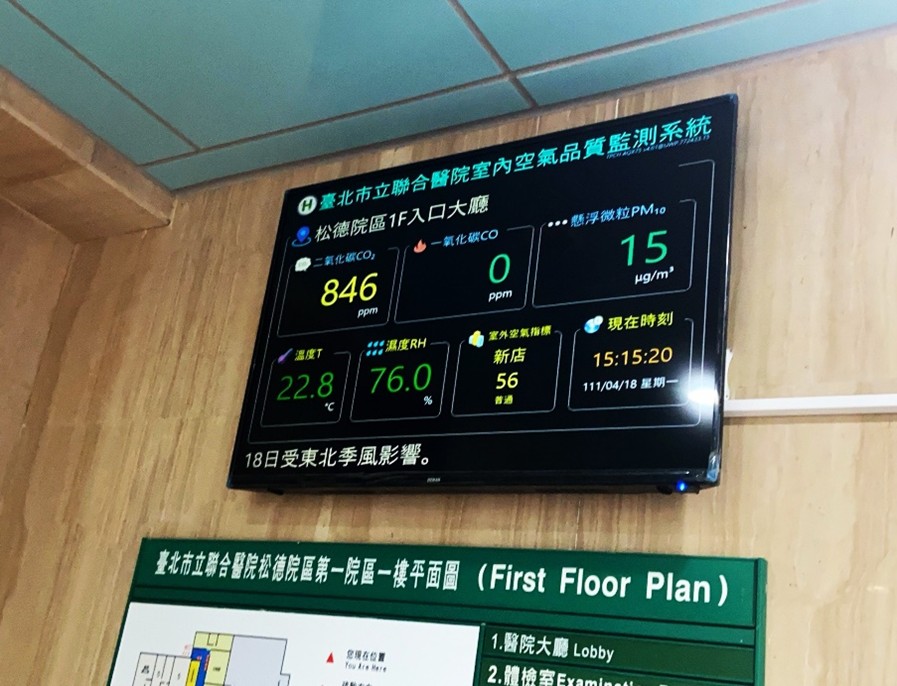 臺北市立聯合醫院室內空氣品質監測系統
松德院區1F入口大廳
二氧化碳CO₂
846
ppm
一氧化碳CO
0
ppm
懸浮微粒PM₁₀
15
μg/m³
溫度T
22.8
°C
濕度RH
76.0
%
室外空氣指標
新店
56
普通
現在時刻
15:15:20
111/04/18 星期一
18日受東北季風影響。
臺北市立聯合醫院松德院區第一院區一樓平面圖 (First Floor Plan)
您現在位置
You Are Here
1.醫院大廳 Lobby
2.體檢室